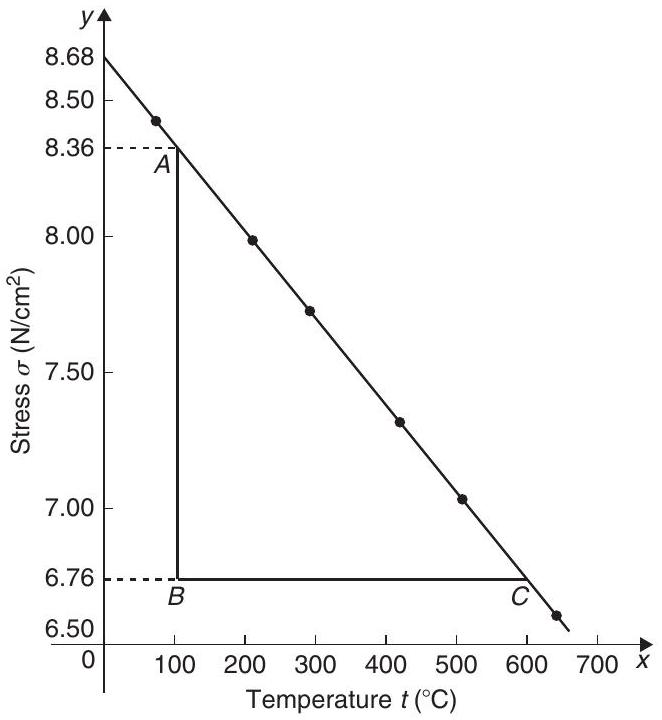 y
8.68
8.50
8.36
A
8.00
Stress σ (N/cm²)
7.50
7.00
6.76
B
C
6.50
0
100 200 300 400 500 600 700 x
Temperature t (°C)